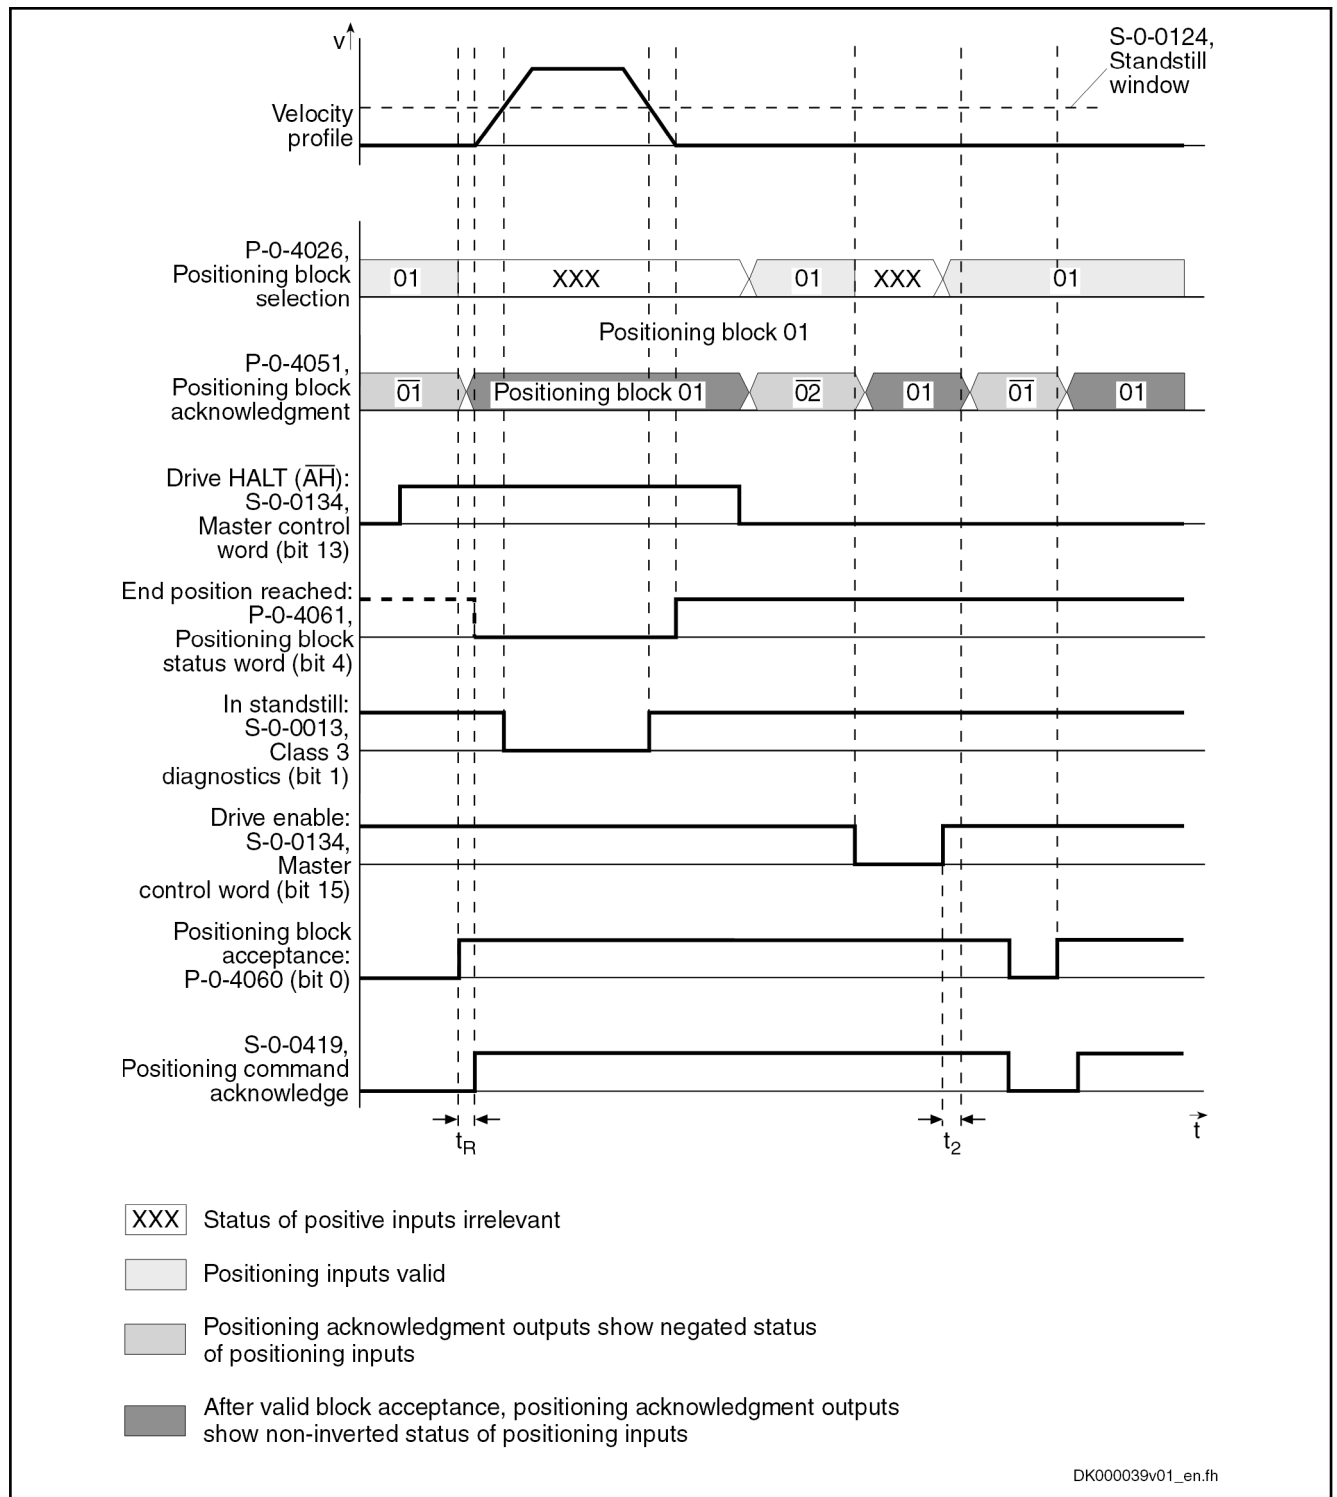 v
S-0-0124,
Standstill
window
Velocity
profile
P-0-4026,
Positioning block
selection
01
XXX
01
XXX
01
Positioning block 01
P-0-4051,
Positioning block
acknowledgment
0̅1̅
Positioning block 01
0̅2̅
01
0̅1̅
01
Drive HALT (A̅H̅):
S-0-0134,
Master control
word (bit 13)
End position reached:
P-0-4061,
Positioning block
status word (bit 4)
In standstill:
S-0-0013,
Class 3
diagnostics (bit 1)
Drive enable:
S-0-0134,
Master
control word (bit 15)
Positioning block
acceptance:
P-0-4060 (bit 0)
S-0-0419,
Positioning command
acknowledge
tR
t2
t
XXX Status of positive inputs irrelevant
Positioning inputs valid
Positioning acknowledgment outputs show negated status
of positioning inputs
After valid block acceptance, positioning acknowledgment outputs
show non-inverted status of positioning inputs
DK000039v01_en.fh